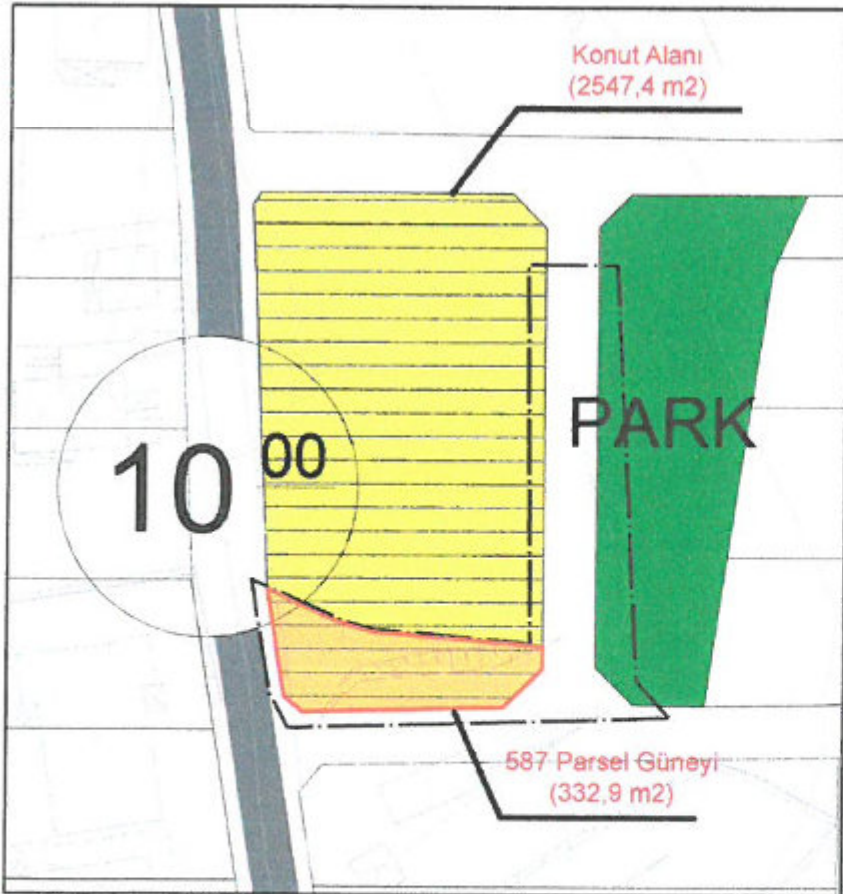 Konut Alanı
(2547,4 m2)
PARK
10 00
587 Parsel Güneyi
(332,9 m2)